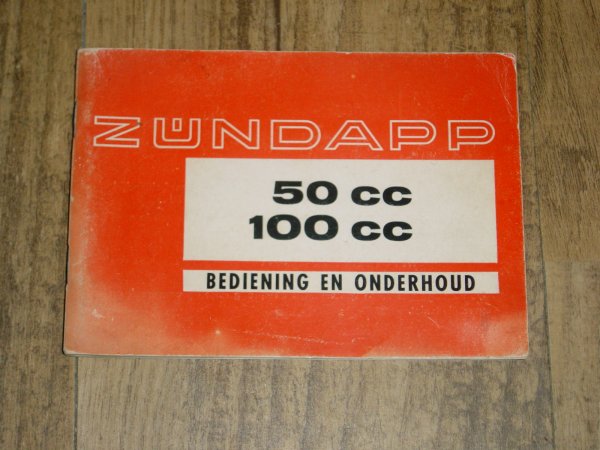 ZÜNDAPP
50 cc
100 cc
BEDIENING EN ONDERHOUD